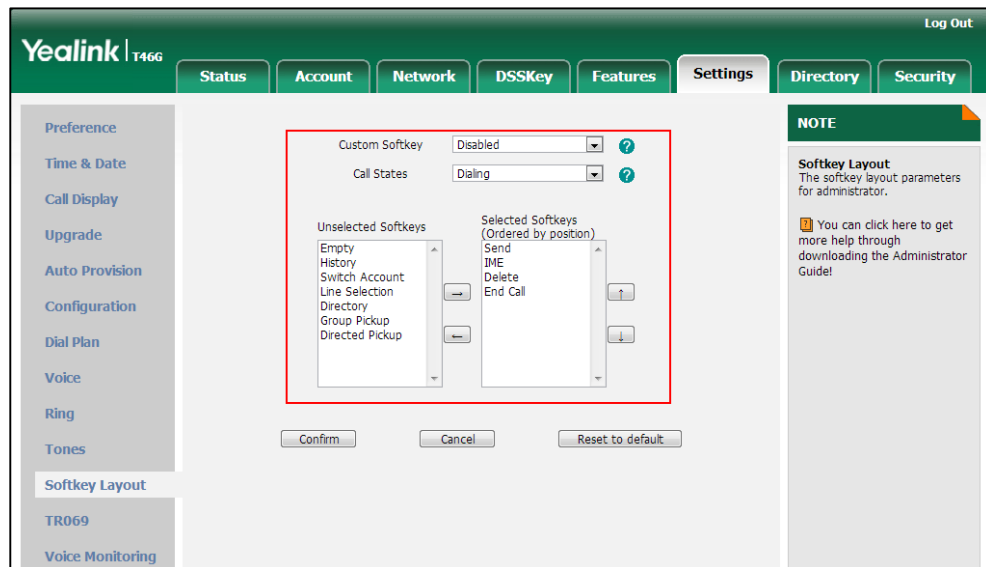 Log Out
Yealink T46G
Status Account Network DSSKey Features Settings Directory Security
Preference
Time & Date
Call Display
Upgrade
Auto Provision
Configuration
Dial Plan
Voice
Ring
Tones
Softkey Layout
TR069
Voice Monitoring
Custom Softkey Disabled ?
Call States Dialing ?
Unselected Softkeys
Empty
History
Switch Account
Line Selection
Directory
Group Pickup
Directed Pickup
→
←
Selected Softkeys
(Ordered by position)
Send
IME
Delete
End Call
↑
↓
Confirm Cancel Reset to default
NOTE
Softkey Layout
The softkey layout parameters
for administrator.
? You can click here to get
more help through
downloading the Administrator
Guide!